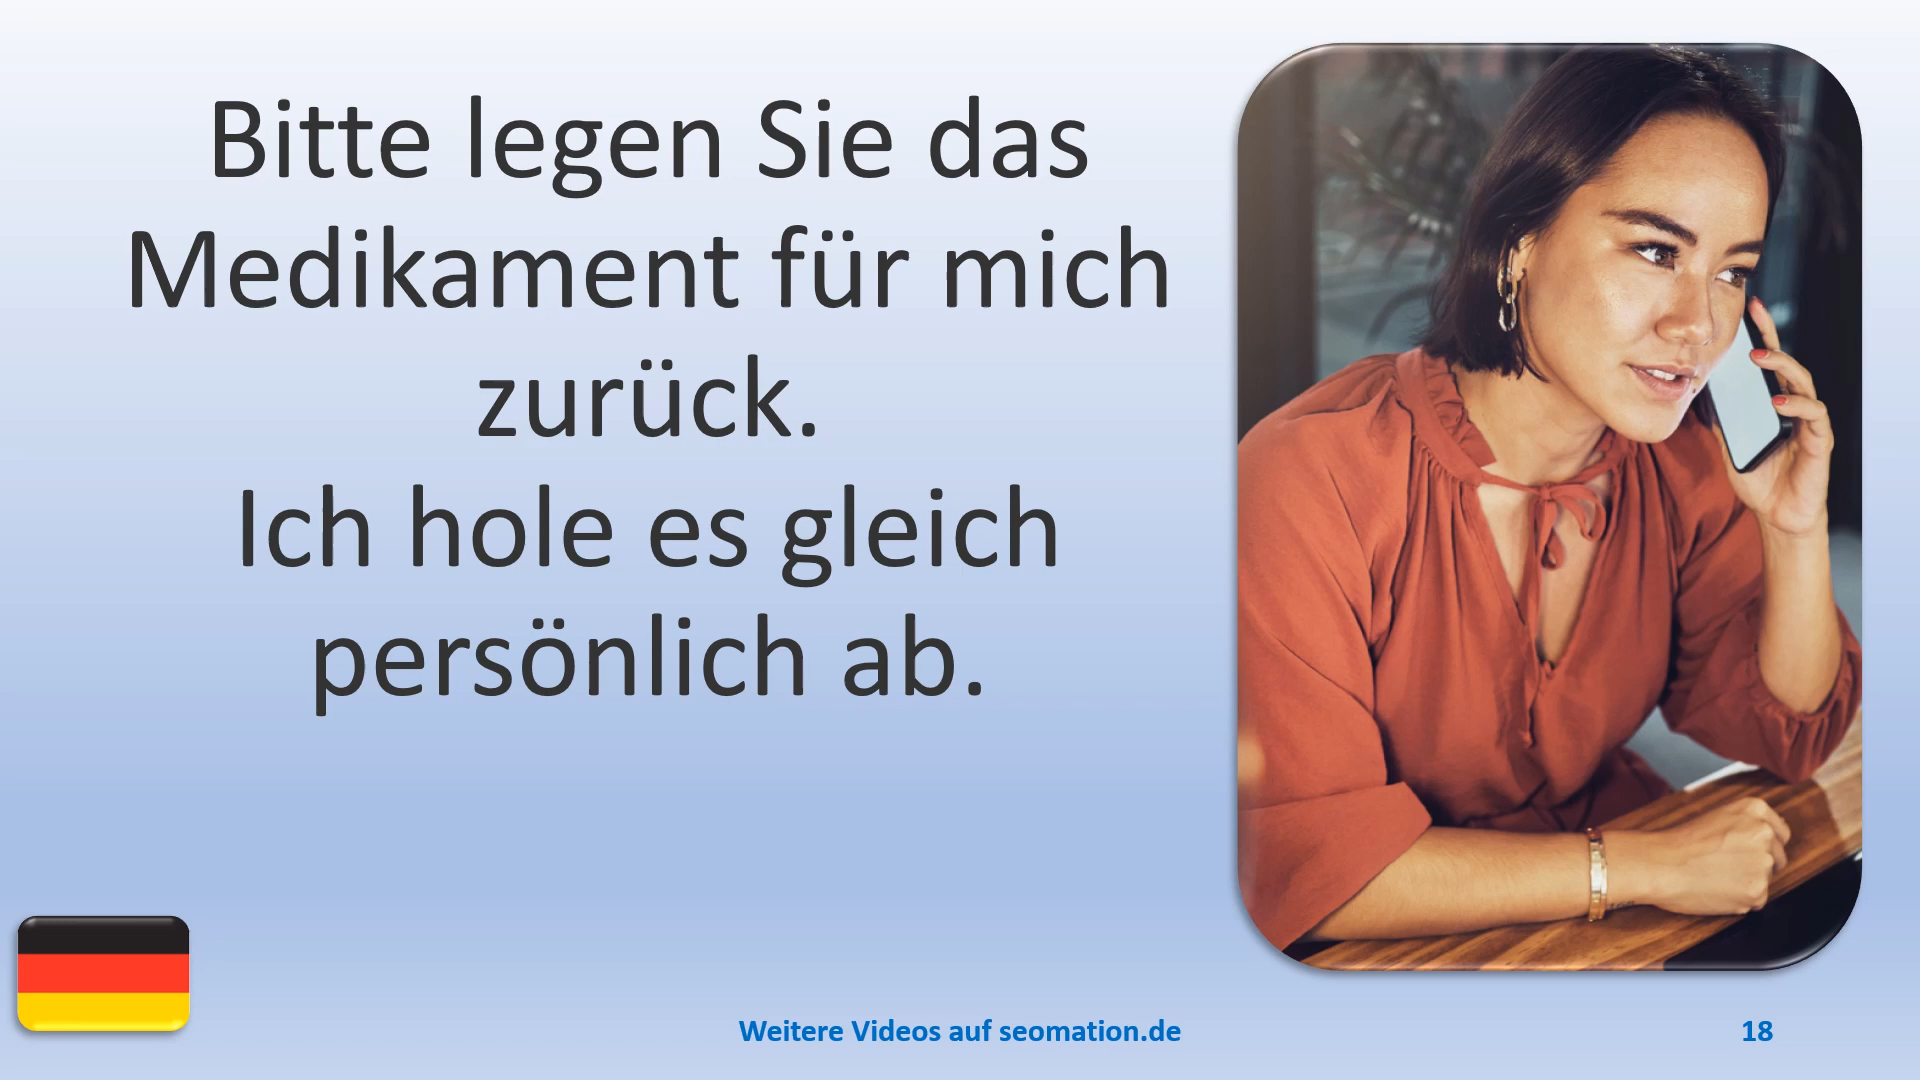 Bitte legen Sie das
Medikament für mich
zurück.
Ich hole es gleich
persönlich ab.
Weitere Videos auf seomation.de
18